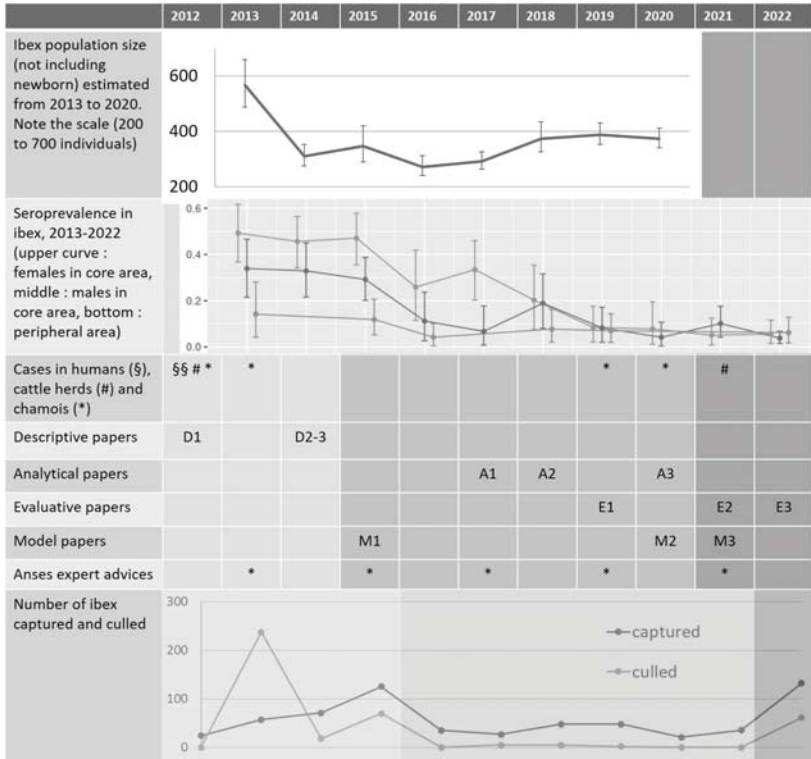 2012 2013 2014 2015 2016 2017 2018 2019 2020 2021 2022
Ibex population size
(not including
newborn) estimated
from 2013 to 2020.
Note the scale (200
to 700 individuals)
600
400
200
Seroprevalence in
ibex, 2013-2022
(upper curve :
females in core area,
middle : males in
core area, bottom :
peripheral area)
0.6
0.4
0.2
0.0
Cases in humans (§),
cattle herds (#) and
chamois (*)
§§ # * * * * #
Descriptive papers D1 D2-3
Analytical papers A1 A2 A3
Evaluative papers E1 E2 E3
Model papers M1 M2 M3
Anses expert advices * * * * *
Number of ibex
captured and culled
300
200
100
0
captured
culled